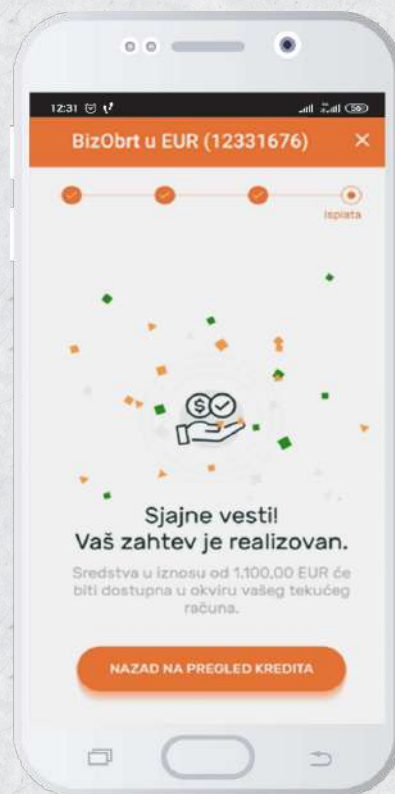 12:31
56
BizObrt u EUR (12331676)
isplata
Sjajne vesti!
Vaš zahtev je realizovan.
Sredstva u iznosu od 1.100,00 EUR će
biti dostupna u okviru vašeg tekućeg
računa.
NAZAD NA PREGLED KREDITA